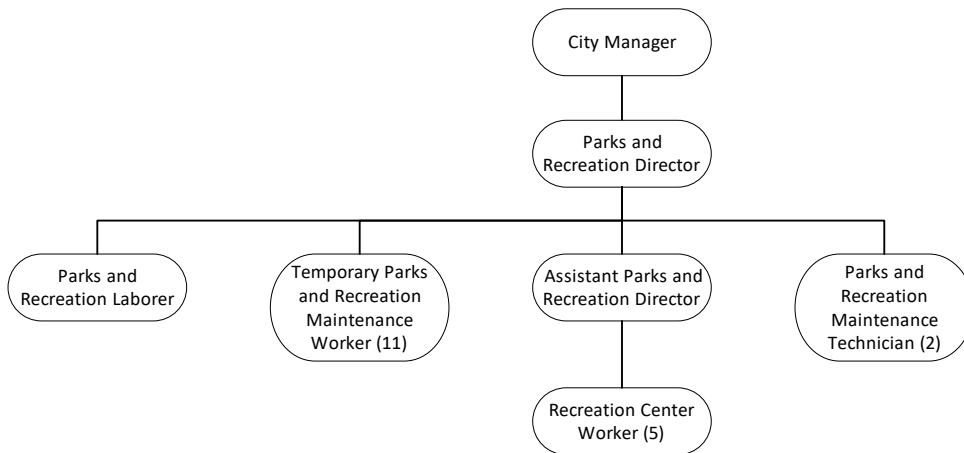 City Manager
Parks and
Recreation Director
Parks and
Recreation Laborer
Temporary Parks
and Recreation
Maintenance
Worker (11)
Assistant Parks and
Recreation Director
Parks and
Recreation
Maintenance
Technician (2)
Recreation Center
Worker (5)